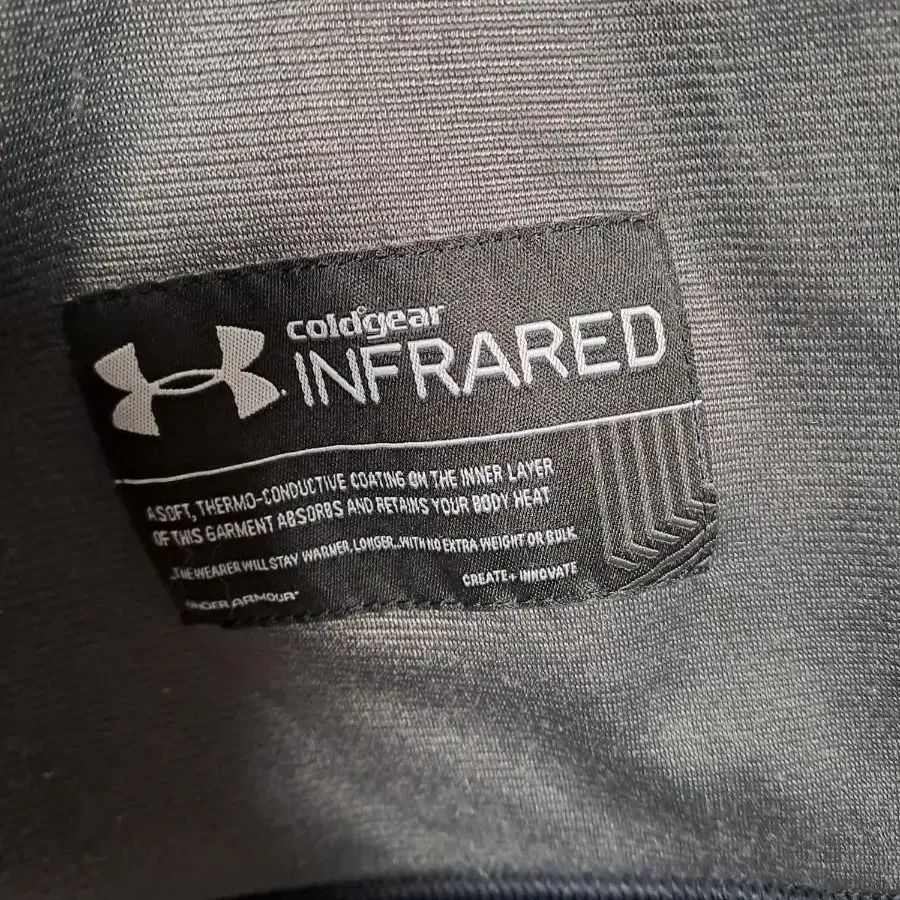 coldgear
INFRARED
A SOFT, THERMO-CONDUCTIVE COATING ON THE INNER LAYER
OF THIS GARMENT ABSORBS AND RETAINS YOUR BODY HEAT
...THE WEARER WILL STAY WARMER, LONGER...WITH NO EXTRA WEIGHT OR BULK
CREATE + INNOVATE
UNDER ARMOUR